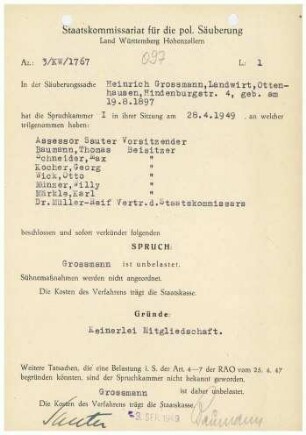 Staatskommissariat für die pol. Säuberung
Land Württemberg Hohenzollern
Az.: 3/KW/1767 097 L: 1
In der Säuberungssache Heinrich Grossmann, Landwirt, Otten-
hausen, Hindenburgstr. 4, geb. am
19.8.1897
hat die Spruchkammer I in ihrer Sitzung am 28.4.1949 an welcher
teilgenommen haben:
Assessor Sauter Vorsitzender
Baumann, Thomas Beisitzer
Schneider, Max "
Kocher, Georg "
Wick, Otto "
Münzer, Willy "
Märkle, Karl "
Dr. Müller-Reif Vertr.d.Staatskommissars
beschlossen und sofort verkündet folgenden
SPRUCH:
Grossmann ist unbelastet.
Sühnemaßnahmen werden nicht angeordnet.
Die Kosten des Verfahrens trägt die Staatskasse.
Gründe:
Keinerlei Mitgliedschaft.
Weitere Tatsachen, die eine Belastung i. S. der Art. 4—7 der RAO vom 25. 4. 47
begründen könnten, sind der Spruchkammer nicht bekannt geworden.
Grossmann ist daher unbelastet.
Die Kosten des Verfahrens trägt die Staatskasse.
Sauter SEP. 1949 Baumann